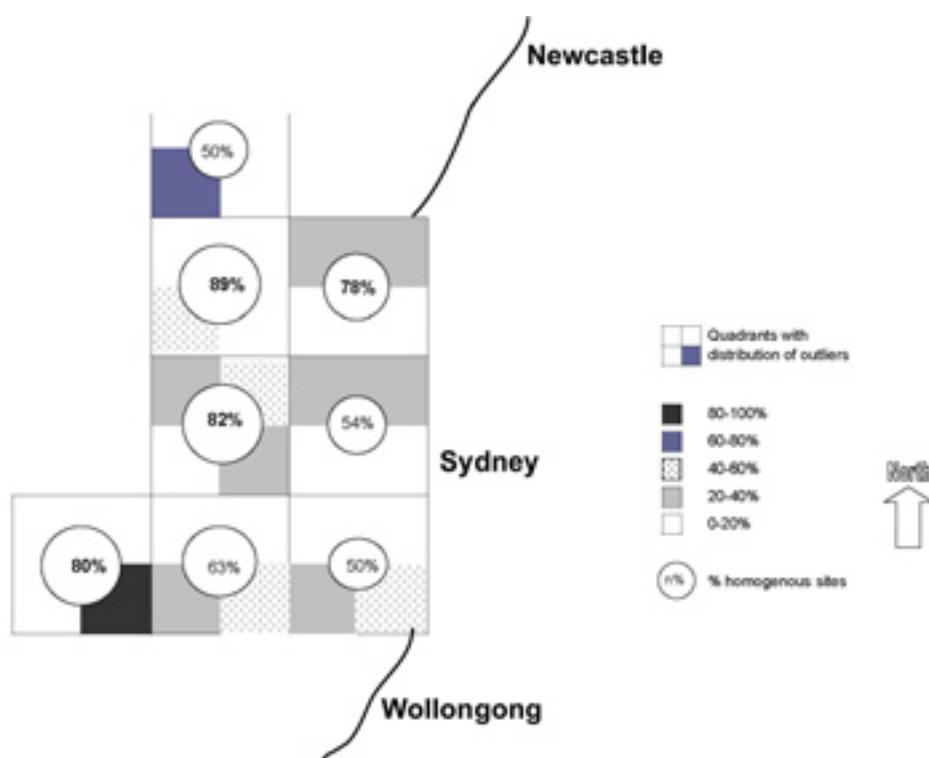 Newcastle
50%
89%
78%
Quadrants with
distribution of outliers
80-100%
60-80%
40-60%
20-40%
0-20%
82%
54%
Sydney
North
80%
63%
50%
n%
% homogenous sites
Wollongong